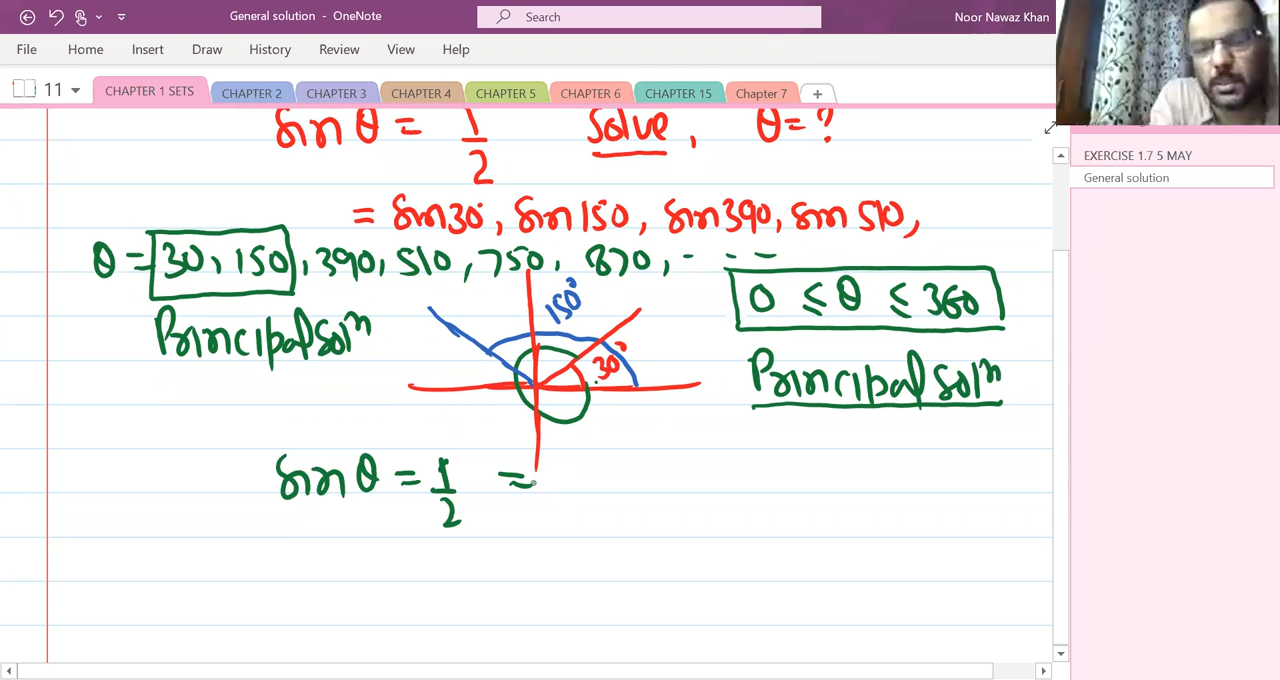 General solution - OneNote
Search
Noor Nawaz Khan
File Home Insert Draw History Review View Help
11 CHAPTER 1 SETS CHAPTER 2 CHAPTER 3 CHAPTER 4 CHAPTER 5 CHAPTER 6 CHAPTER 15 Chapter 7 +
EXERCISE 1.7 5 MAY
General solution
sin θ = 1/2 Solve, θ = ?
= sin30, sin150, sin390, sin510,
θ = 30, 150, 390, 510, 750, 870, - - - -
0 ≤ θ ≤ 360
Principal solⁿ
150°
30°
Principal solⁿ
sin θ = 1/2 =